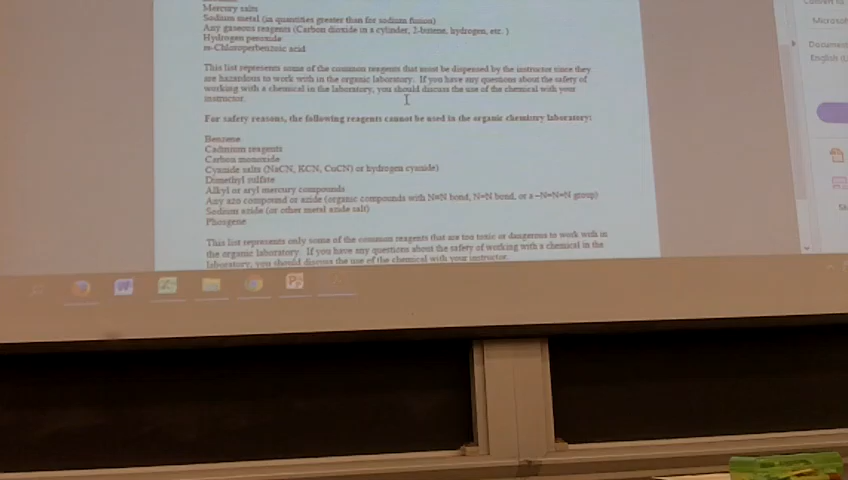 Mercury salts
Sodium metal (in quantities greater than for sodium fusion)
Any gaseous reagents (Carbon dioxide in a cylinder, 2-butene, hydrogen, etc.)
Hydrogen peroxide
m-Chloroperbenzoic acid
This list represents some of the common reagents that must be dispensed by the instructor since they
are hazardous to work with in the organic laboratory. If you have any questions about the safety of
working with a chemical in the laboratory, you should discuss the use of the chemical with your
instructor.
For safety reasons, the following reagents cannot be used in the organic chemistry laboratory:
Benzene
Cadmium reagents
Carbon monoxide
Cyanide salts (NaCN, KCN, CuCN) or hydrogen cyanide)
Dimethyl sulfate
Alkyl or aryl mercury compounds
Any azo compound or azide (organic compounds with N≡N bond, N=N bond, or a –N=N=N group)
Sodium azide (or other metal azide salt)
Phosgene
This list represents only some of the common reagents that are too toxic or dangerous to work with in
the organic laboratory. If you have any questions about the safety of working with a chemical in the
laboratory, you should discuss the use of the chemical with your instructor.
Convert
Microsof
Documen
English (U